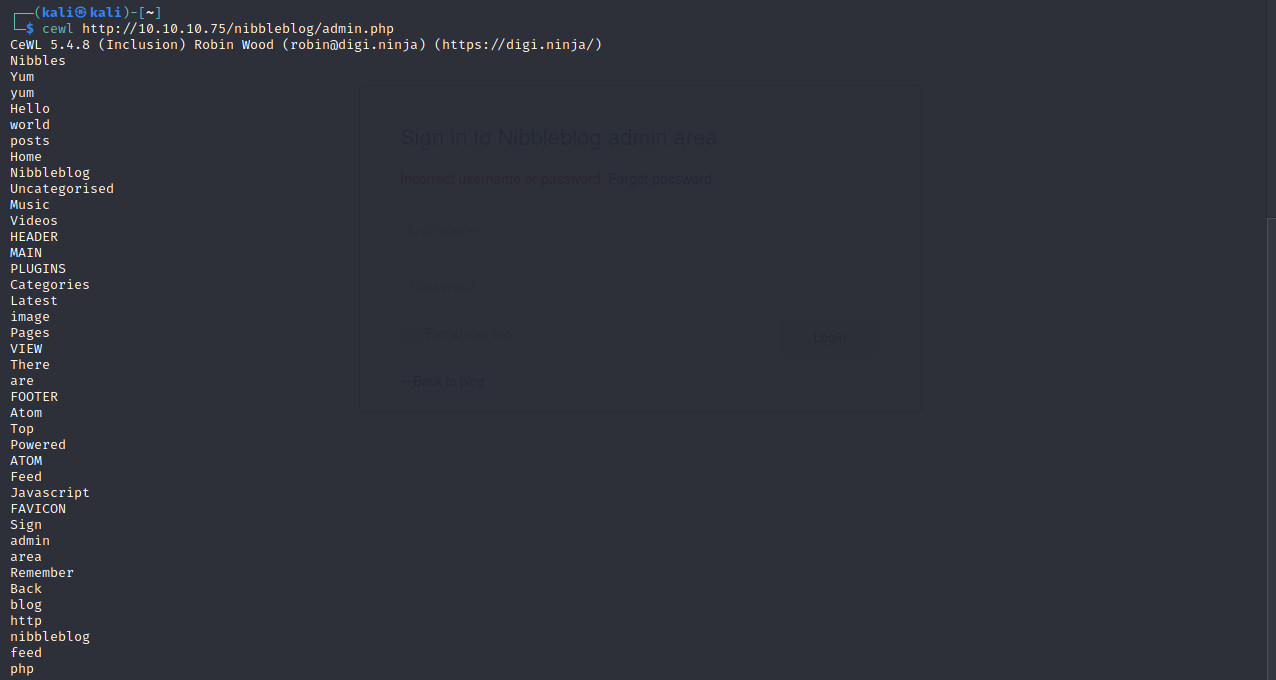 ┌──(kali㉿kali)-[~]
└─$ cewl http://10.10.10.75/nibbleblog/admin.php
CeWL 5.4.8 (Inclusion) Robin Wood (robin@digi.ninja) (https://digi.ninja/)
Nibbles
Yum
yum
Hello
world
posts
Home
Nibbleblog
Uncategorised
Music
Videos
HEADER
MAIN
PLUGINS
Categories
Latest
image
Pages
VIEW
There
are
FOOTER
Atom
Top
Powered
ATOM
Feed
Javascript
FAVICON
Sign
admin
area
Remember
Back
blog
http
nibbleblog
feed
php
Sign in to Nibbleblog admin area
Incorrect username or password. Forgot password
Remember me
Login
←Back to blog